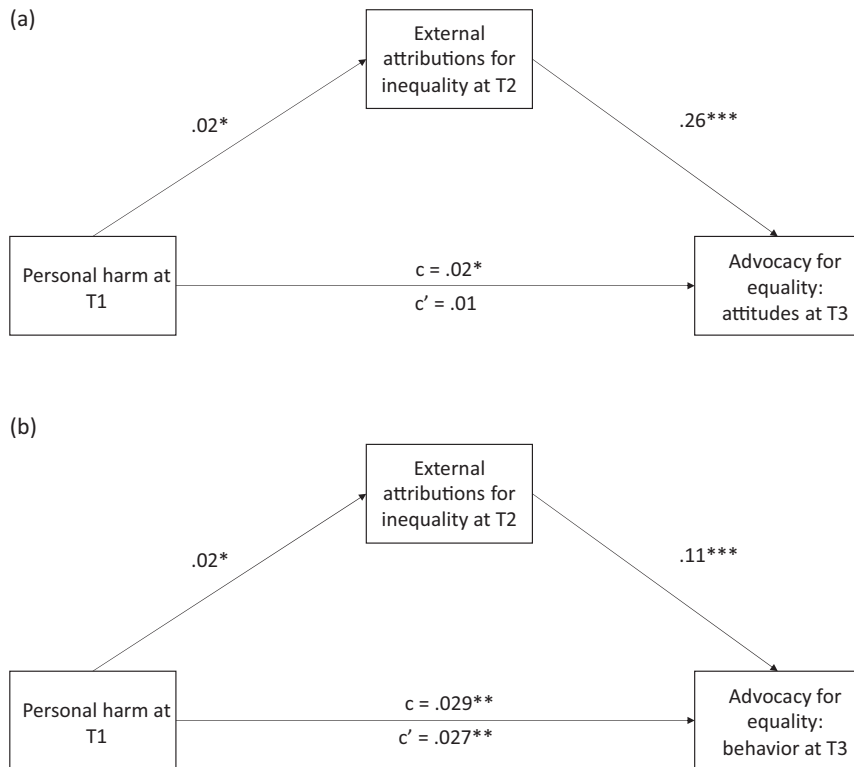 (a)
External
attributions for
inequality at T2
.02*
.26***
Personal harm at
T1
c = .02*
c’ = .01
Advocacy for
equality:
attitudes at T3
(b)
External
attributions for
inequality at T2
.02*
.11***
Personal harm at
T1
c = .029**
c’ = .027**
Advocacy for
equality:
behavior at T3